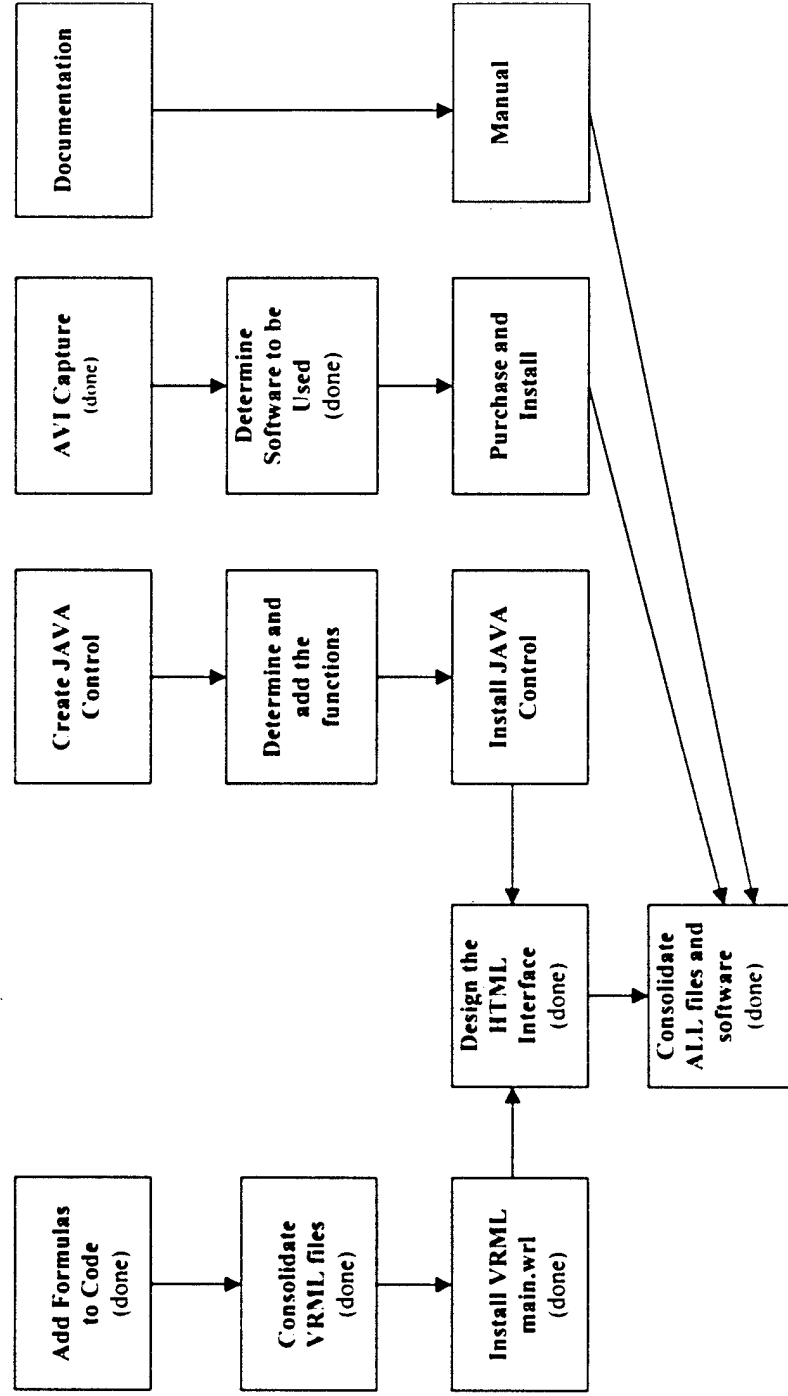 Add Formulas
to Code
(done)
Consolidate
VRML files
(done)
Install VRML
main.wrl
(done)
Design the
HTML
Interface
(done)
Consolidate
ALL files and
software
(done)
Create JAVA
Control
Determine and
add the
functions
Install JAVA
Control
AVI Capture
(done)
Determine
Software to be
Used
(done)
Purchase and
Install
Documentation
Manual